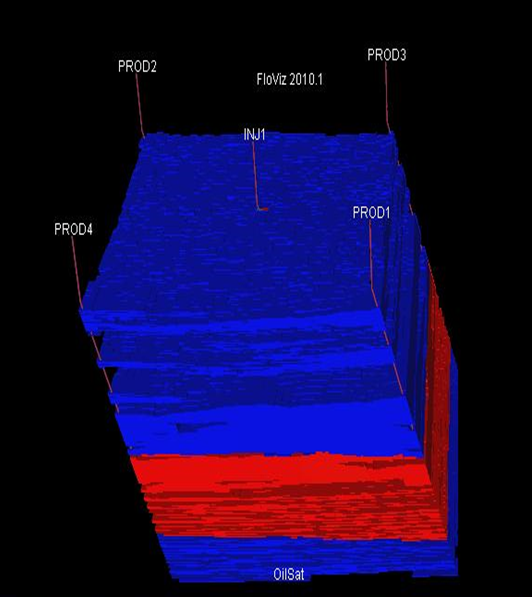 PROD3
PROD2
FloViz 2010.1
INJ1
PROD1
PROD4
OilSat